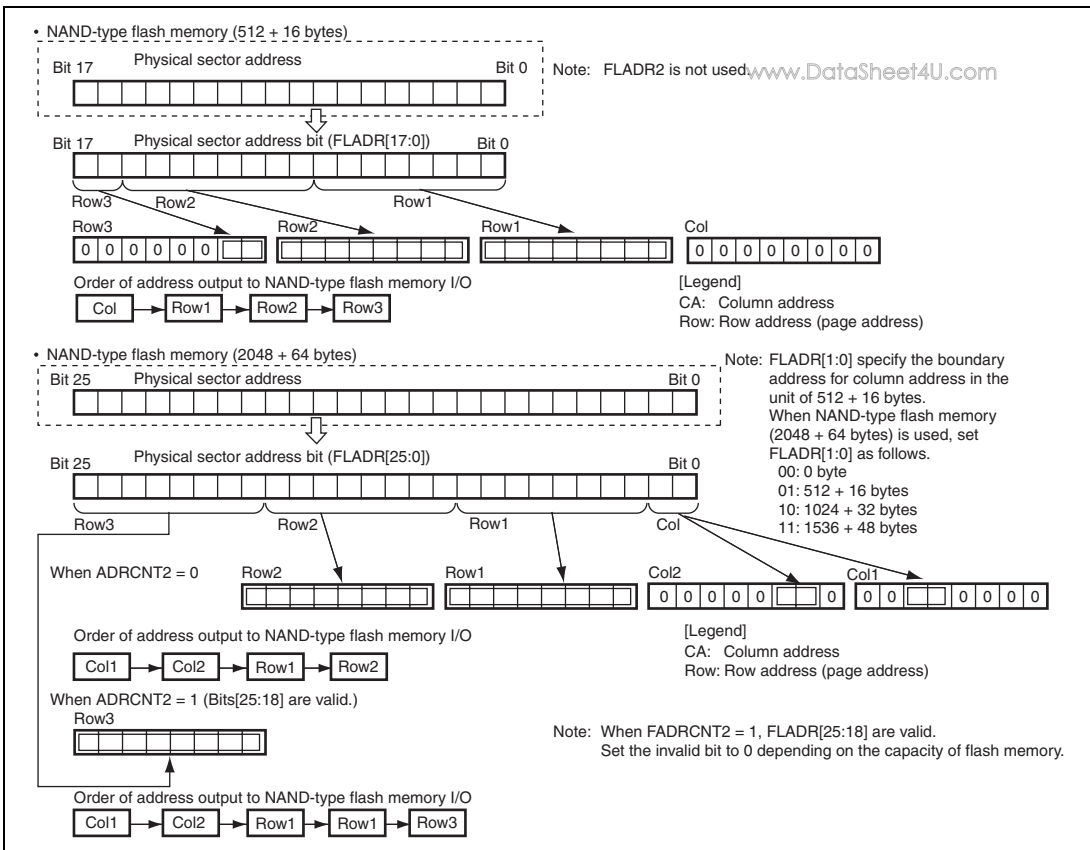 • NAND-type flash memory (512 + 16 bytes)
Bit 17 Physical sector address Bit 0
Note: FLADR2 is not used.
www.DataSheet4U.com
Bit 17 Physical sector address bit (FLADR[17:0]) Bit 0
Row3 Row2 Row1
Row3 Row2 Row1 Col
0 0 0 0 0 0 0 0 0 0 0 0 0 0
Order of address output to NAND-type flash memory I/O
Col Row1 Row2 Row3
[Legend]
CA: Column address
Row: Row address (page address)
• NAND-type flash memory (2048 + 64 bytes)
Bit 25 Physical sector address Bit 0
Note: FLADR[1:0] specify the boundary
address for column address in the
unit of 512 + 16 bytes.
When NAND-type flash memory
(2048 + 64 bytes) is used, set
FLADR[1:0] as follows.
00: 0 byte
01: 512 + 16 bytes
10: 1024 + 32 bytes
11: 1536 + 48 bytes
Bit 25 Physical sector address bit (FLADR[25:0]) Bit 0
Row3 Row2 Row1 Col
When ADRCNT2 = 0
Row2 Row1 Col2 Col1
0 0 0 0 0 0 0 0 0 0 0 0
Order of address output to NAND-type flash memory I/O
Col1 Col2 Row1 Row2
[Legend]
CA: Column address
Row: Row address (page address)
When ADRCNT2 = 1 (Bits[25:18] are valid.)
Row3
Note: When FADRCNT2 = 1, FLADR[25:18] are valid.
Set the invalid bit to 0 depending on the capacity of flash memory.
Order of address output to NAND-type flash memory I/O
Col1 Col2 Row1 Row1 Row3